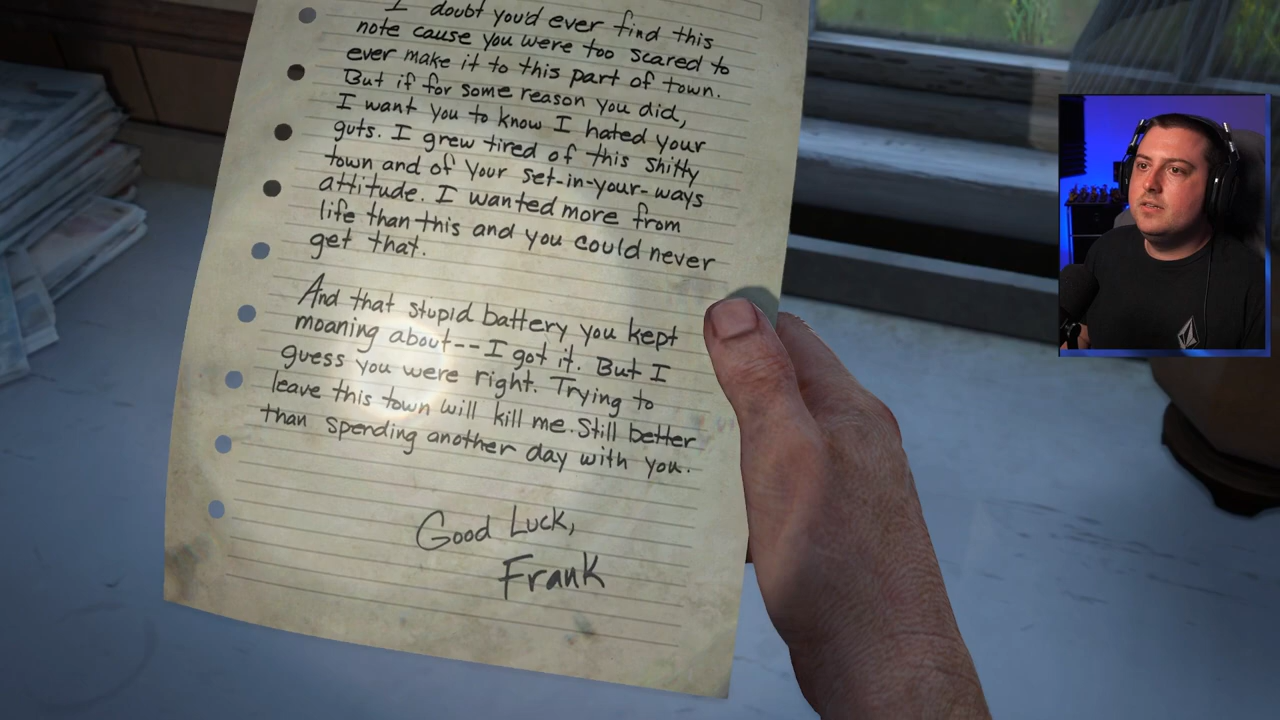 I doubt you'd ever find this
note cause you were too scared to
ever make it to this part of town.
But if for some reason you did,
I want you to know I hated your
guts. I grew tired of this shitty
town and of your set-in-your-ways
attitude. I wanted more from
life than this and you could never
get that.
And that stupid battery you kept
moaning about--I got it. But I
guess you were right. Trying to
leave this town will kill me. Still better
than spending another day with you.
Good Luck,
Frank